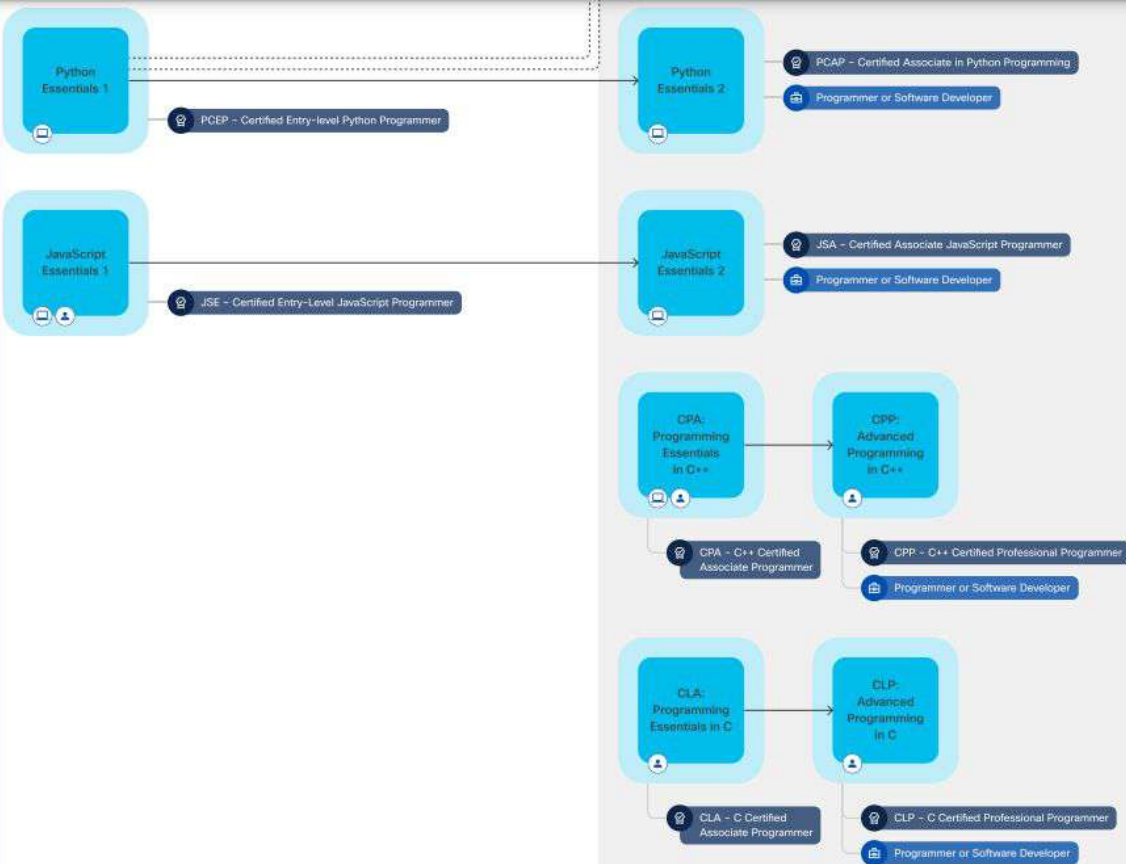 Python
Essentials 1
PCEP – Certified Entry-level Python Programmer
Python
Essentials 2
PCAP – Certified Associate in Python Programming
Programmer or Software Developer
JavaScript
Essentials 1
JSE – Certified Entry-Level JavaScript Programmer
JavaScript
Essentials 2
JSA – Certified Associate JavaScript Programmer
Programmer or Software Developer
CPA:
Programming
Essentials
in C++
CPA – C++ Certified
Associate Programmer
CPP:
Advanced
Programming
in C++
CPP – C++ Certified Professional Programmer
Programmer or Software Developer
CLA:
Programming
Essentials in C
CLA – C Certified
Associate Programmer
CLP:
Advanced
Programming
in C
CLP – C Certified Professional Programmer
Programmer or Software Developer